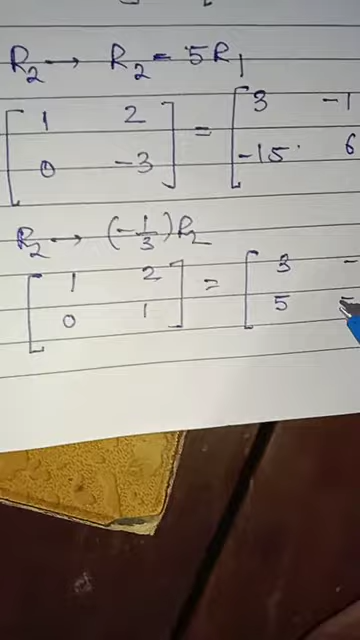 R₂ → R₂ = 5R₁
[1 2] = [3 -1
[0 -3] [-15 6
R₂ → (-1/3)R₂
[1 2] = [3 -
[0 1] [5 -